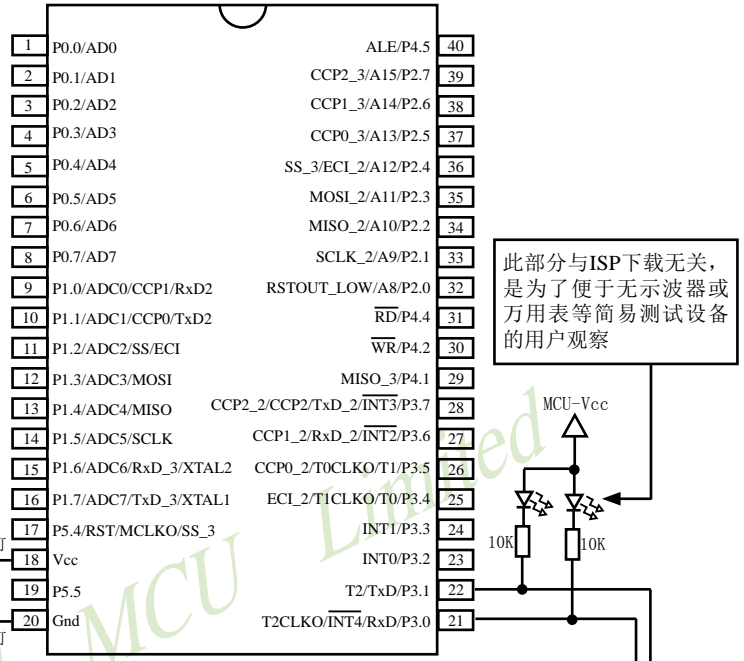 1 P0.0/AD0 ALE/P4.5 40
2 P0.1/AD1 CCP2_3/A15/P2.7 39
3 P0.2/AD2 CCP1_3/A14/P2.6 38
4 P0.3/AD3 CCP0_3/A13/P2.5 37
5 P0.4/AD4 SS_3/ECI_2/A12/P2.4 36
6 P0.5/AD5 MOSI_2/A11/P2.3 35
7 P0.6/AD6 MISO_2/A10/P2.2 34
8 P0.7/AD7 SCLK_2/A9/P2.1 33
9 P1.0/ADC0/CCP1/RxD2 RSTOUT_LOW/A8/P2.0 32
10 P1.1/ADC1/CCP0/TxD2 RD/P4.4 31
11 P1.2/ADC2/SS/ECI WR/P4.2 30
12 P1.3/ADC3/MOSI MISO_3/P4.1 29
13 P1.4/ADC4/MISO CCP2_2/CCP2/TxD_2/INT3/P3.7 28
14 P1.5/ADC5/SCLK CCP1_2/RxD_2/INT2/P3.6 27
15 P1.6/ADC6/RxD_3/XTAL2 CCP0_2/T0CLKO/T1/P3.5 26
16 P1.7/ADC7/TxD_3/XTAL1 ECI_2/T1CLKO/T0/P3.4 25
17 P5.4/RST/MCLKO/SS_3 INT1/P3.3 24
18 Vcc INT0/P3.2 23
19 P5.5 T2/TxD/P3.1 22
20 Gnd T2CLKO/INT4/RxD/P3.0 21
此部分与ISP下载无关，
是为了便于无示波器或
万用表等简易测试设备
的用户观察
MCU-Vcc
10K
10K
MCU Limited